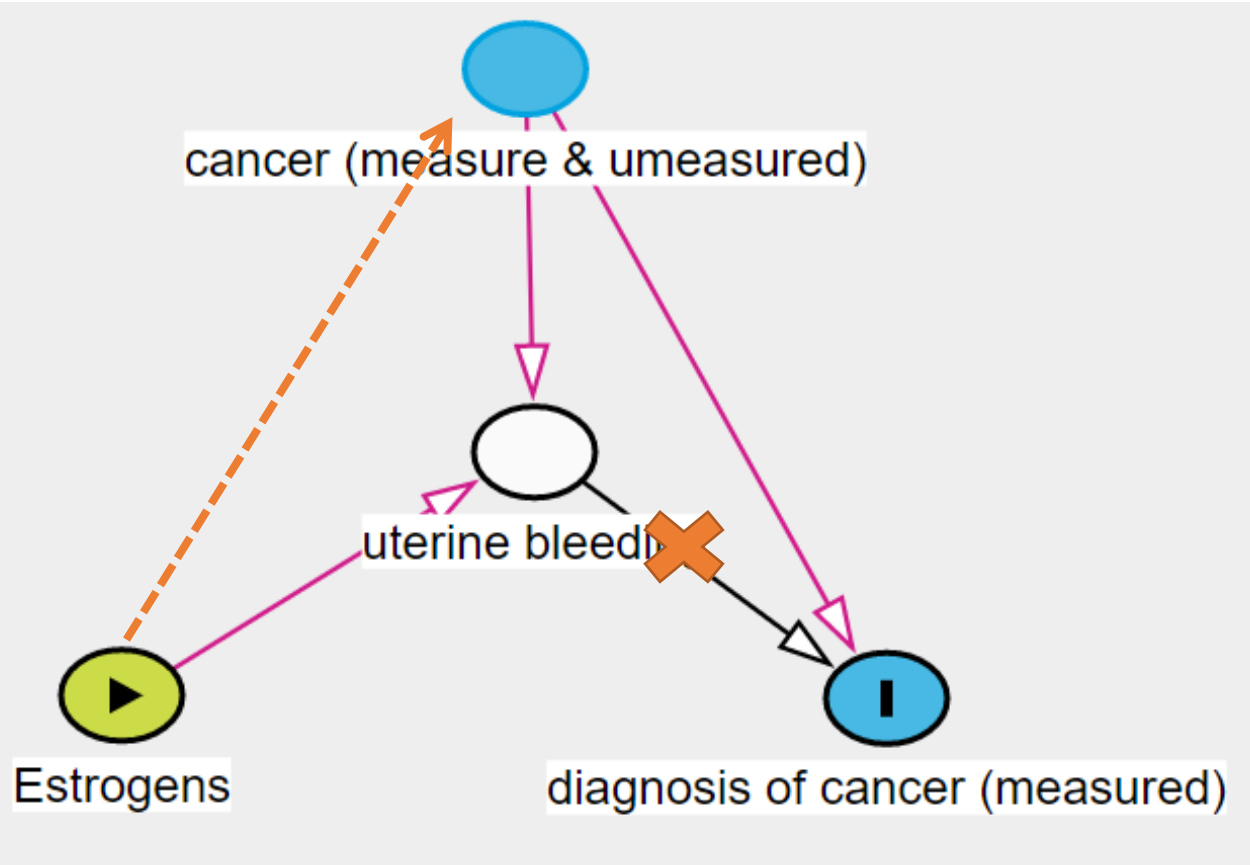 cancer (measure & umeasured)
uterine bleedi
Estrogens
diagnosis of cancer (measured)